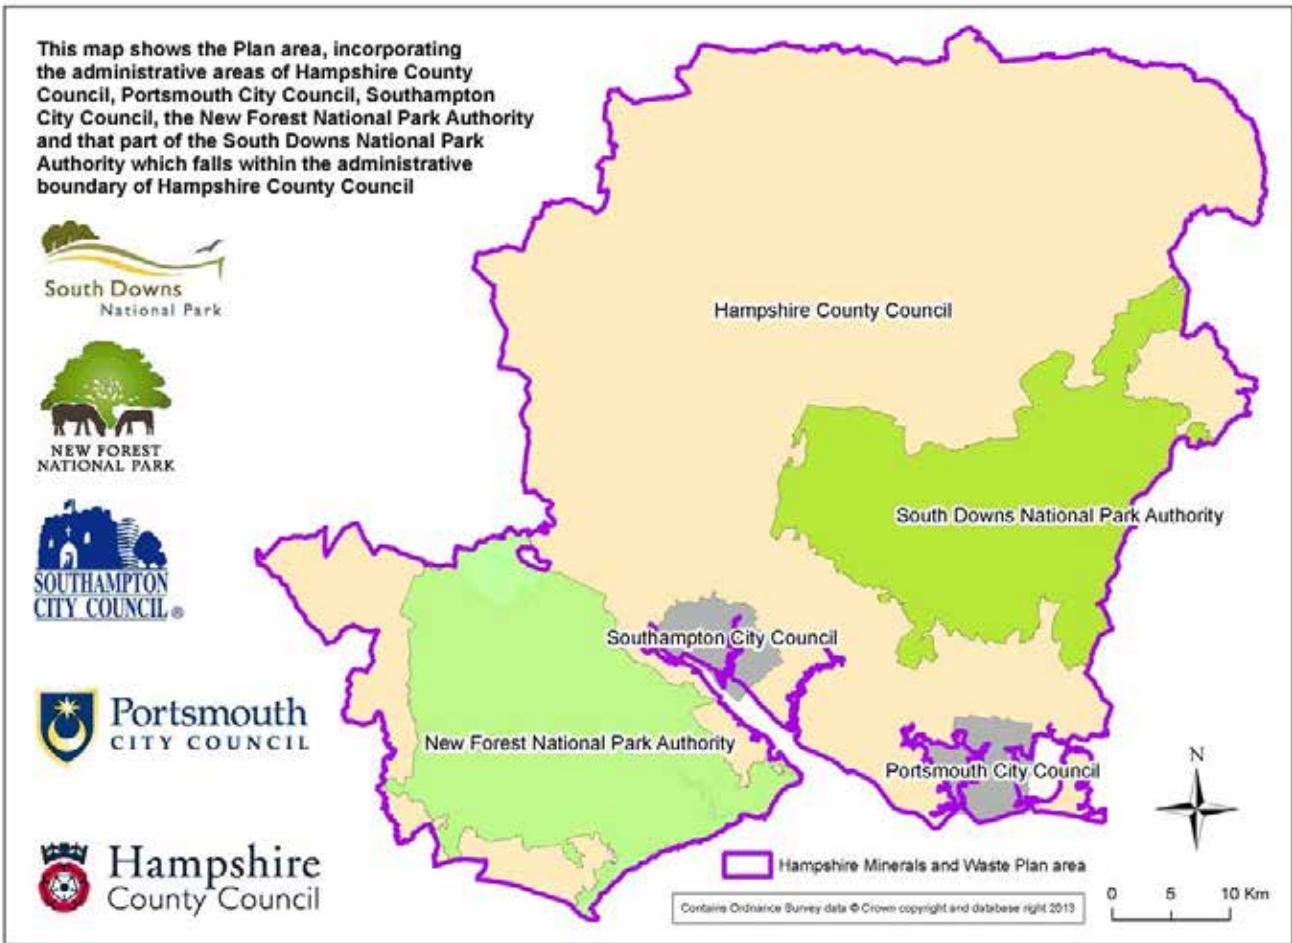 This map shows the Plan area, incorporating
the administrative areas of Hampshire County
Council, Portsmouth City Council, Southampton
City Council, the New Forest National Park Authority
and that part of the South Downs National Park
Authority which falls within the administrative
boundary of Hampshire County Council
South Downs
National Park
NEW FOREST
NATIONAL PARK
SOUTHAMPTON
CITY COUNCIL®
Portsmouth
CITY COUNCIL
Hampshire
County Council
Hampshire County Council
South Downs National Park Authority
Southampton City Council
New Forest National Park Authority
Portsmouth City Council
N
Hampshire Minerals and Waste Plan area
Contains Ordnance Survey data © Crown copyright and database right 2013
0 5 10 Km